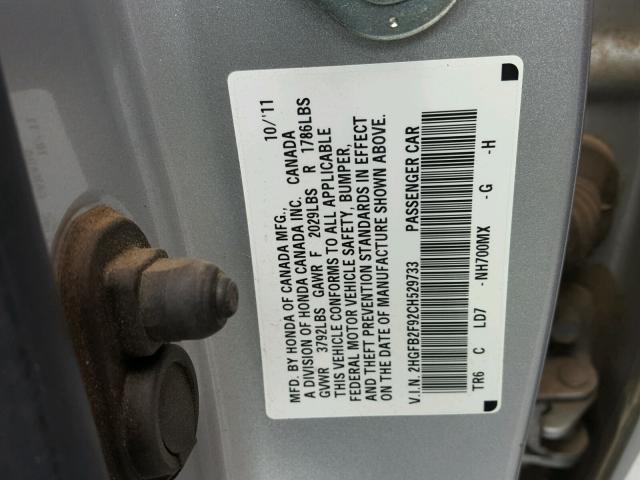 MFD. BY HONDA OF CANADA MFG., 10/'11
A DIVISION OF HONDA CANADA INC. CANADA
GVWR 3792LBS GAWR F 2029LBS R 1786LBS
THIS VEHICLE CONFORMS TO ALL APPLICABLE
FEDERAL MOTOR VEHICLE SAFETY, BUMPER,
AND THEFT PREVENTION STANDARDS IN EFFECT
ON THE DATE OF MANUFACTURE SHOWN ABOVE.
V.I.N. 2HGFB2F92CH529733 PASSENGER CAR
TR6 C LD7 -NH700MX -G -H